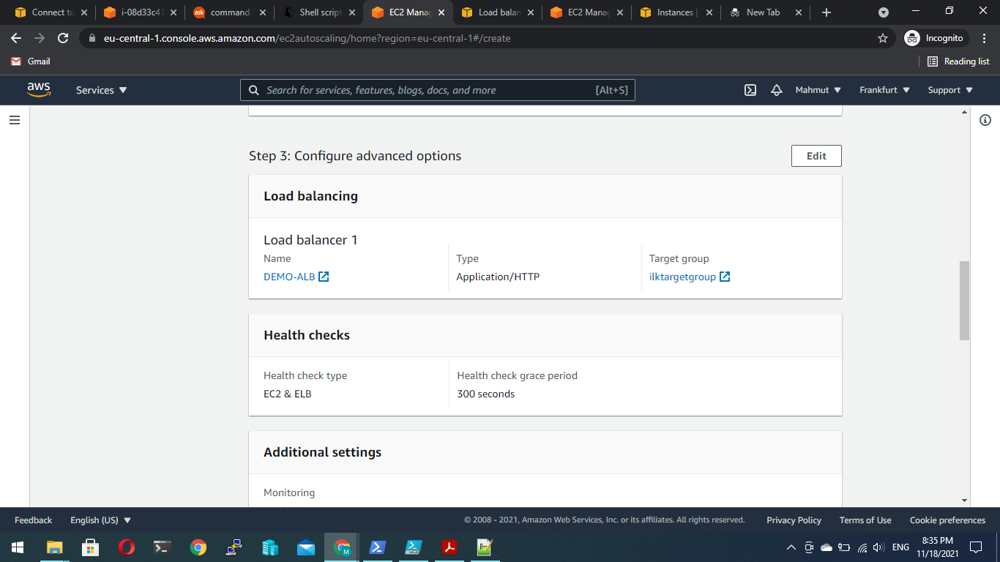 Connect to
i-08d33c41
ask
command
Shell script
EC2 Manag
Load balan
EC2 Manag
Instances |
New Tab
eu-central-1.console.aws.amazon.com/ec2autoscaling/home?region=eu-central-1#/create
Incognito
Gmail
Reading list
aws
Services
Search for services, features, blogs, docs, and more
[Alt+S]
Mahmut
Frankfurt
Support
Step 3: Configure advanced options
Edit
Load balancing
Load balancer 1
Name
Type
Target group
DEMO-ALB
Application/HTTP
ilktargetgroup
Health checks
Health check type
Health check grace period
EC2 & ELB
300 seconds
Additional settings
Monitoring
Feedback
English (US)
© 2008 - 2021, Amazon Web Services, Inc. or its affiliates. All rights reserved.
Privacy Policy
Terms of Use
Cookie preferences
ENG
8:35 PM
11/18/2021